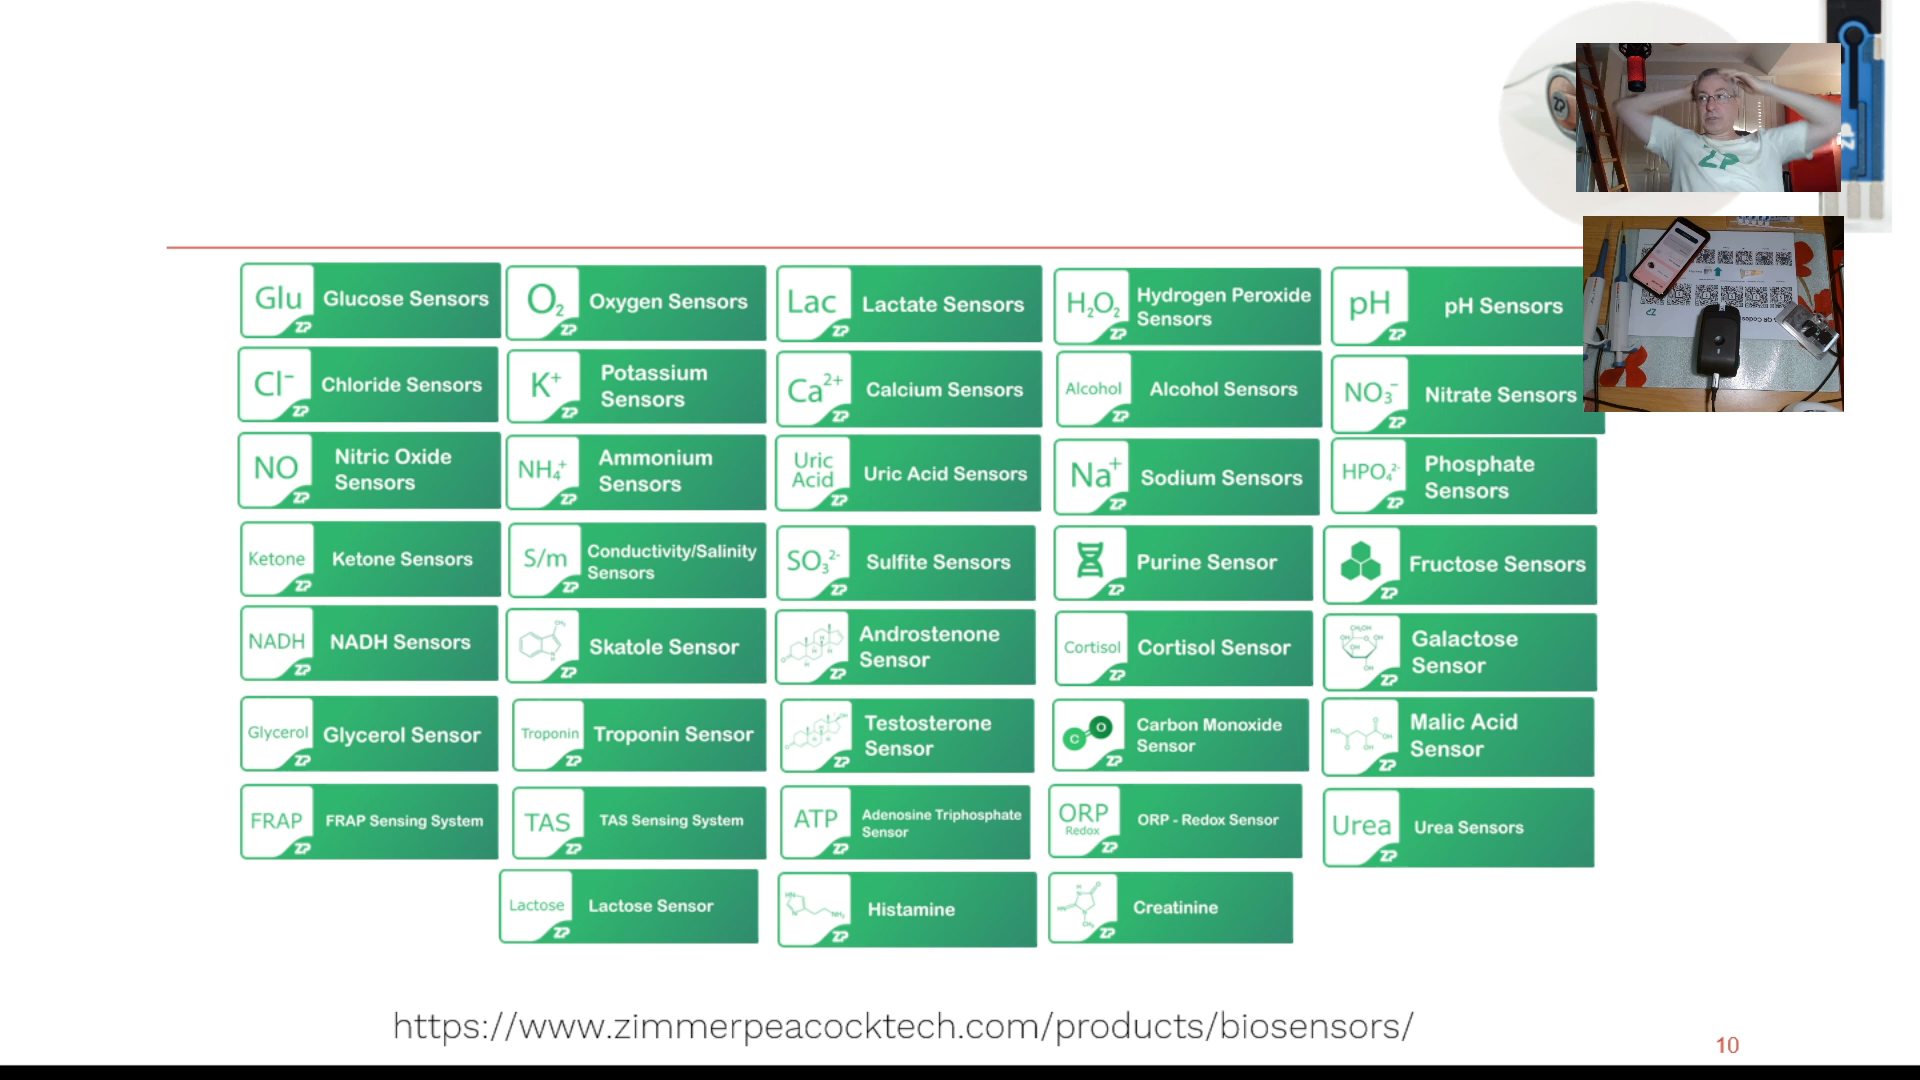 Glu Glucose Sensors
O2 Oxygen Sensors
Lac Lactate Sensors
H2O2 Hydrogen Peroxide
Sensors
pH pH Sensors
Cl- Chloride Sensors
K+ Potassium
Sensors
Ca2+ Calcium Sensors
Alcohol Alcohol Sensors
NO3- Nitrate Sensors
NO Nitric Oxide
Sensors
NH4+ Ammonium
Sensors
Uric
Acid Uric Acid Sensors
Na+ Sodium Sensors
HPO42- Phosphate
Sensors
Ketone Ketone Sensors
S/m Conductivity/Salinity
Sensors
SO32- Sulfite Sensors
Purine Sensor
Fructose Sensors
NADH NADH Sensors
Skatole Sensor
Androstenone
Sensor
Cortisol Cortisol Sensor
Galactose
Sensor
Glycerol Glycerol Sensor
Troponin Troponin Sensor
Testosterone
Sensor
C O Carbon Monoxide
Sensor
Malic Acid
Sensor
FRAP FRAP Sensing System
TAS TAS Sensing System
ATP Adenosine Triphosphate
Sensor
ORP
Redox ORP - Redox Sensor
Urea Urea Sensors
Lactose Lactose Sensor
Histamine
Creatinine
https://www.zimmerpeacocktech.com/products/biosensors/
10
ZP